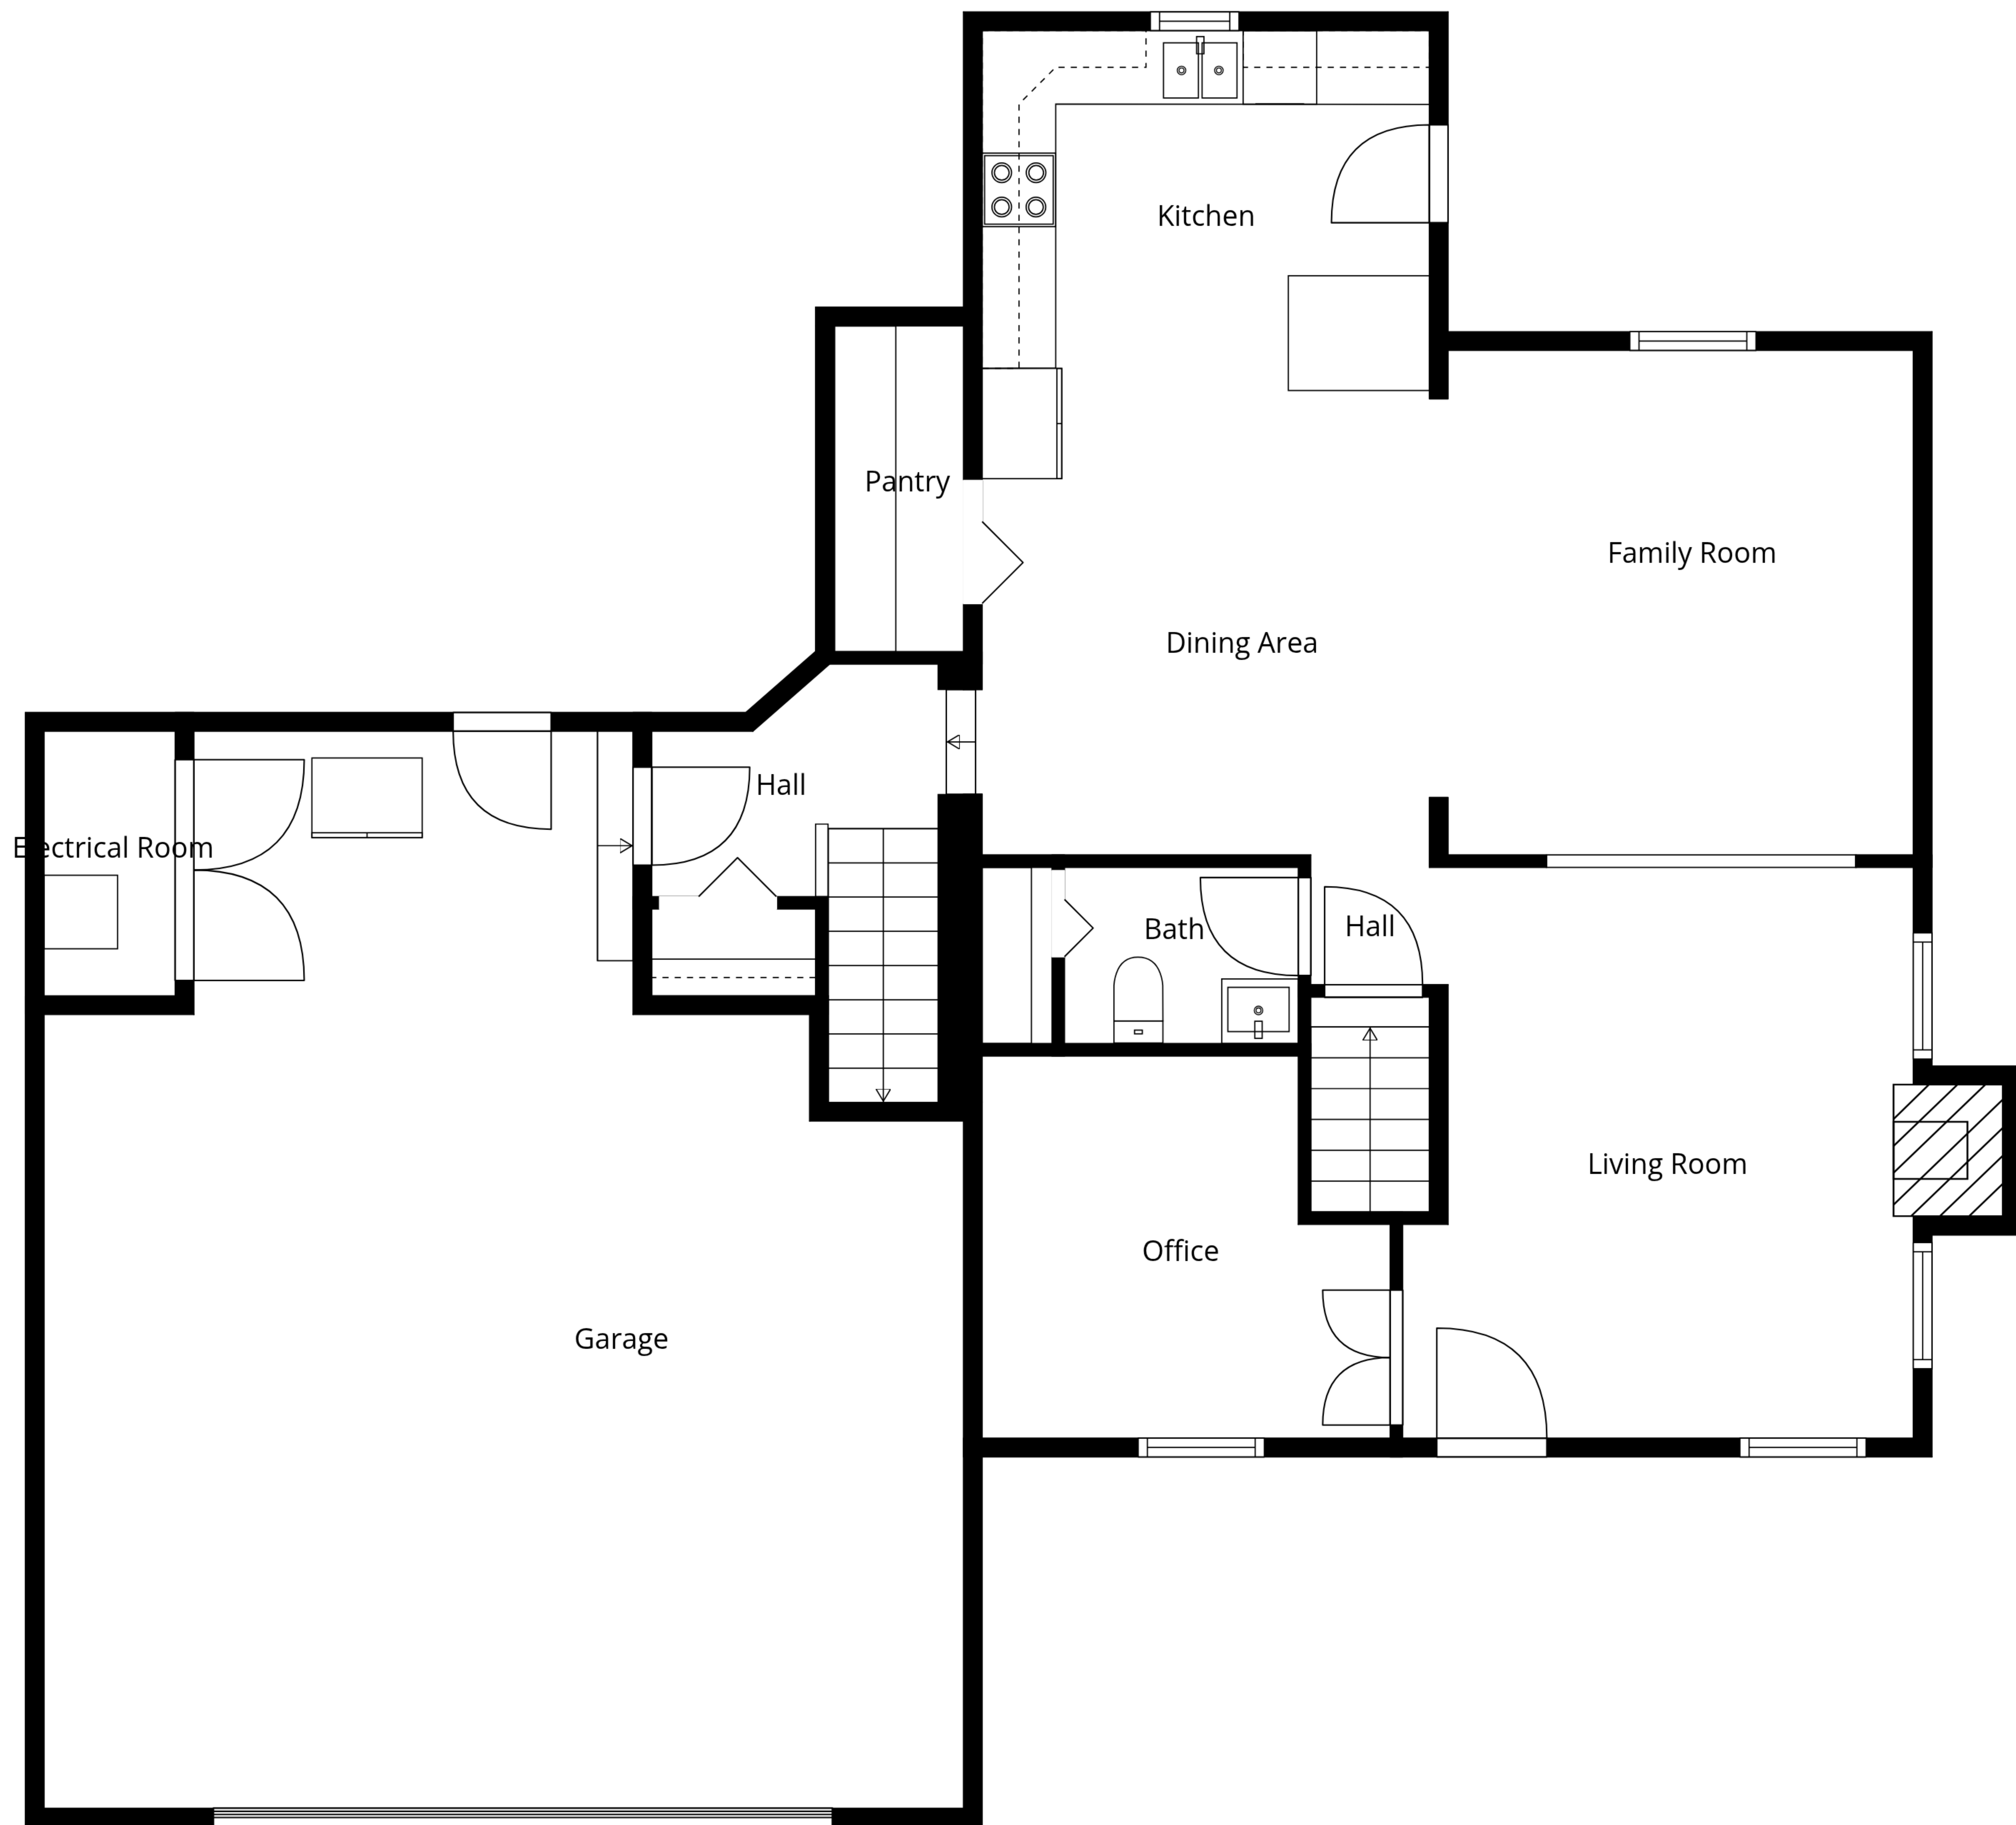 Kitchen
Pantry
Family Room
Dining Area
Hall
Electrical Room
Bath
Hall
Living Room
Office
Garage